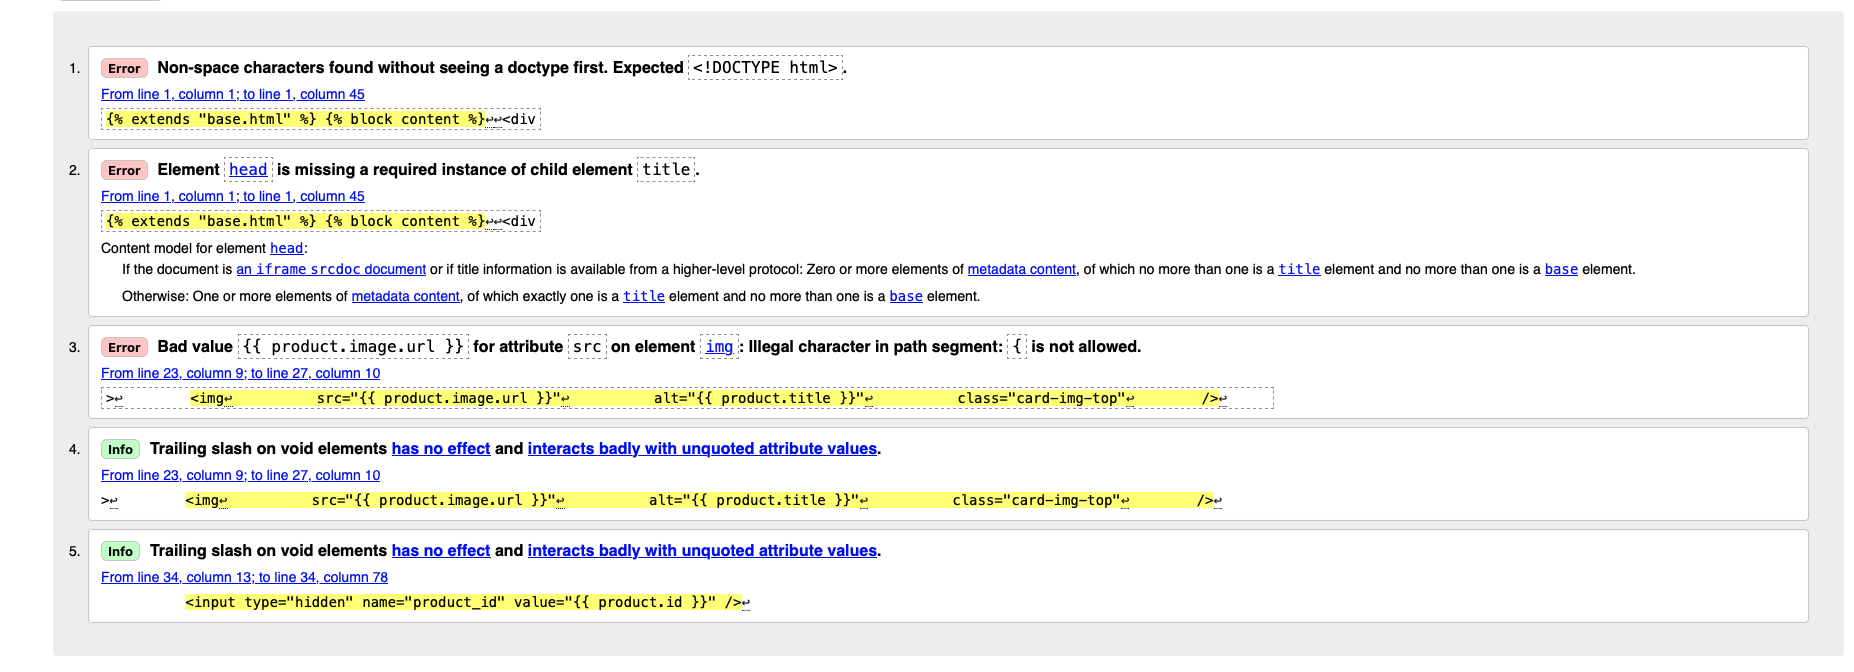 1. Error Non-space characters found without seeing a doctype first. Expected <!DOCTYPE html>.
From line 1, column 1; to line 1, column 45
{% extends "base.html" %} {% block content %}↩↩<div
2. Error Element head is missing a required instance of child element title.
From line 1, column 1; to line 1, column 45
{% extends "base.html" %} {% block content %}↩↩<div
Content model for element head:
If the document is an iframe srcdoc document or if title information is available from a higher-level protocol: Zero or more elements of metadata content, of which no more than one is a title element and no more than one is a base element.
Otherwise: One or more elements of metadata content, of which exactly one is a title element and no more than one is a base element.
3. Error Bad value {{ product.image.url }} for attribute src on element img: Illegal character in path segment: { is not allowed.
From line 23, column 9; to line 27, column 10
>↩ <img↩ src="{{ product.image.url }}"↩ alt="{{ product.title }}"↩ class="card-img-top"↩ />↩
4. Info Trailing slash on void elements has no effect and interacts badly with unquoted attribute values.
From line 23, column 9; to line 27, column 10
>↩ <img↩ src="{{ product.image.url }}"↩ alt="{{ product.title }}"↩ class="card-img-top"↩ />↩
5. Info Trailing slash on void elements has no effect and interacts badly with unquoted attribute values.
From line 34, column 13; to line 34, column 78
<input type="hidden" name="product_id" value="{{ product.id }}" />↩